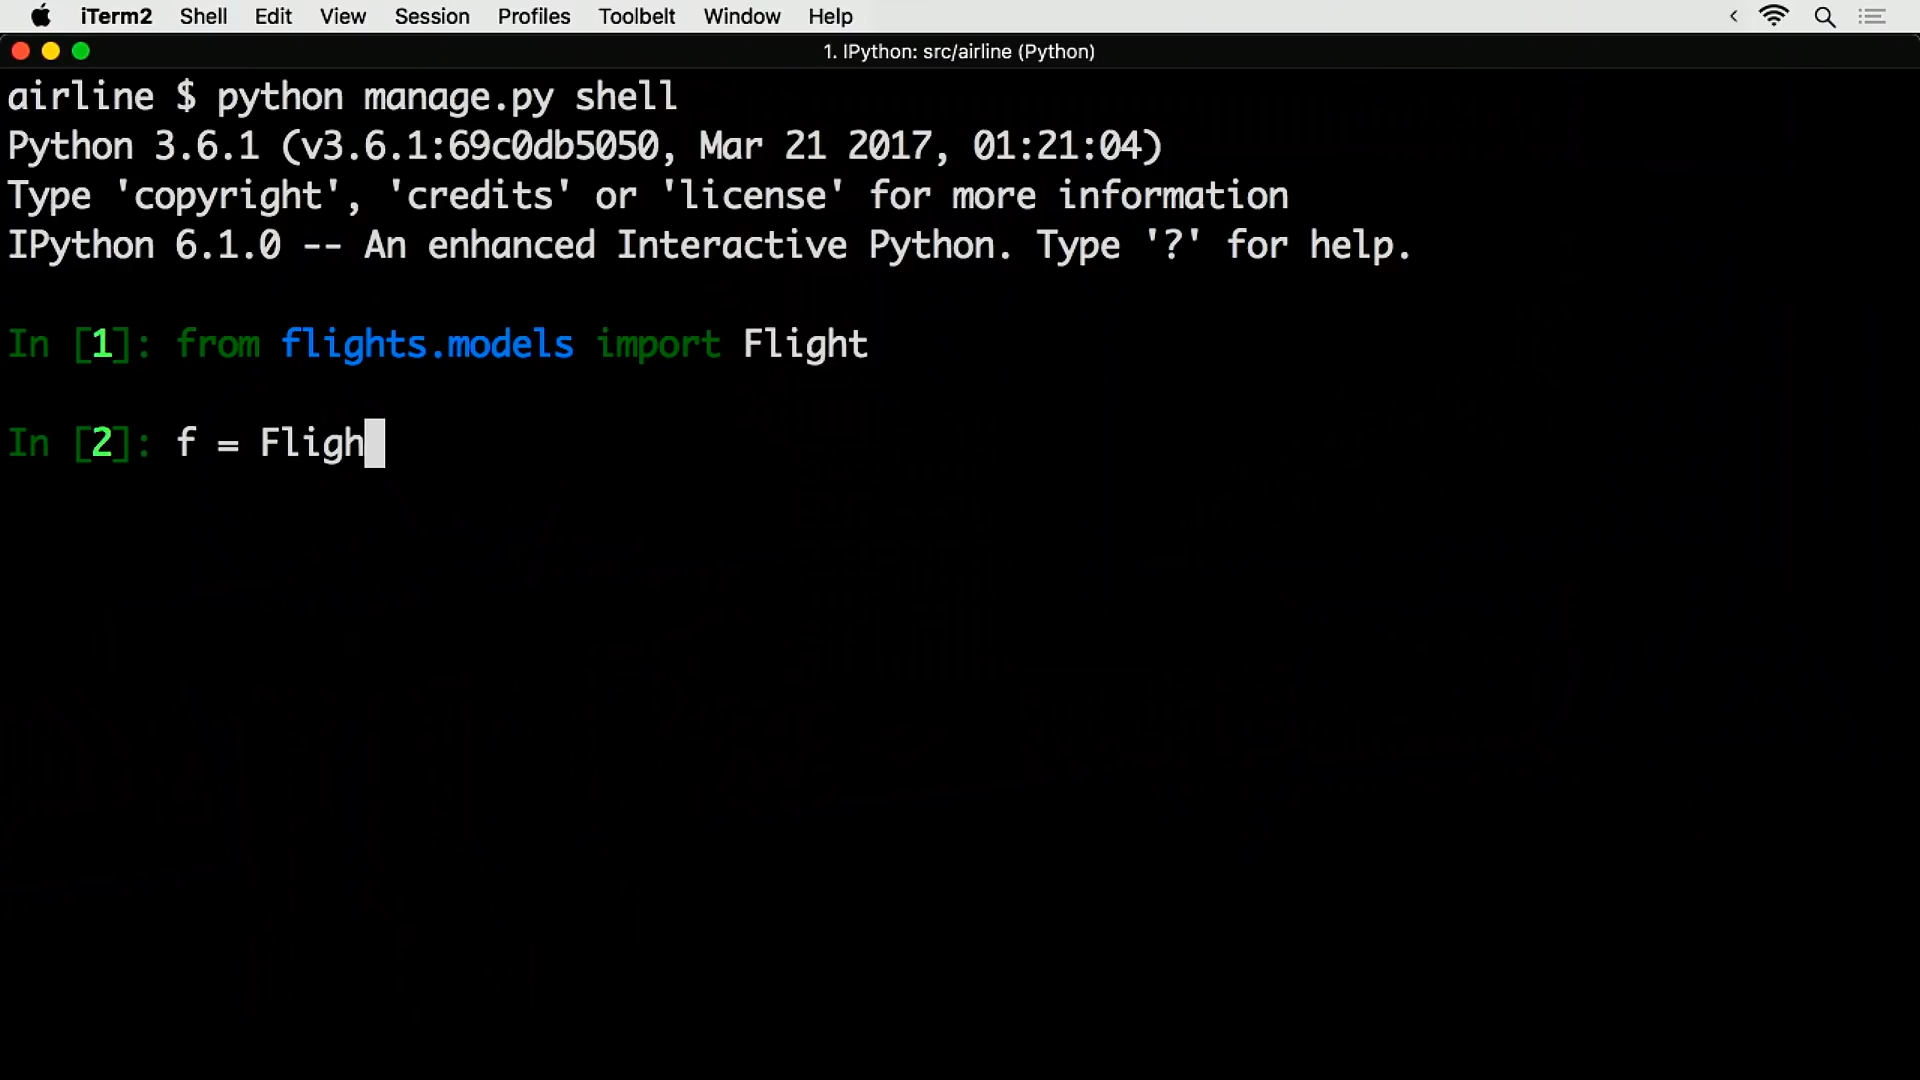 iTerm2 Shell Edit View Session Profiles Toolbelt Window Help
1. IPython: src/airline (Python)
airline $ python manage.py shell
Python 3.6.1 (v3.6.1:69c0db5050, Mar 21 2017, 01:21:04)
Type 'copyright', 'credits' or 'license' for more information
IPython 6.1.0 -- An enhanced Interactive Python. Type '?' for help.
In [1]: from flights.models import Flight
In [2]: f = Fligh